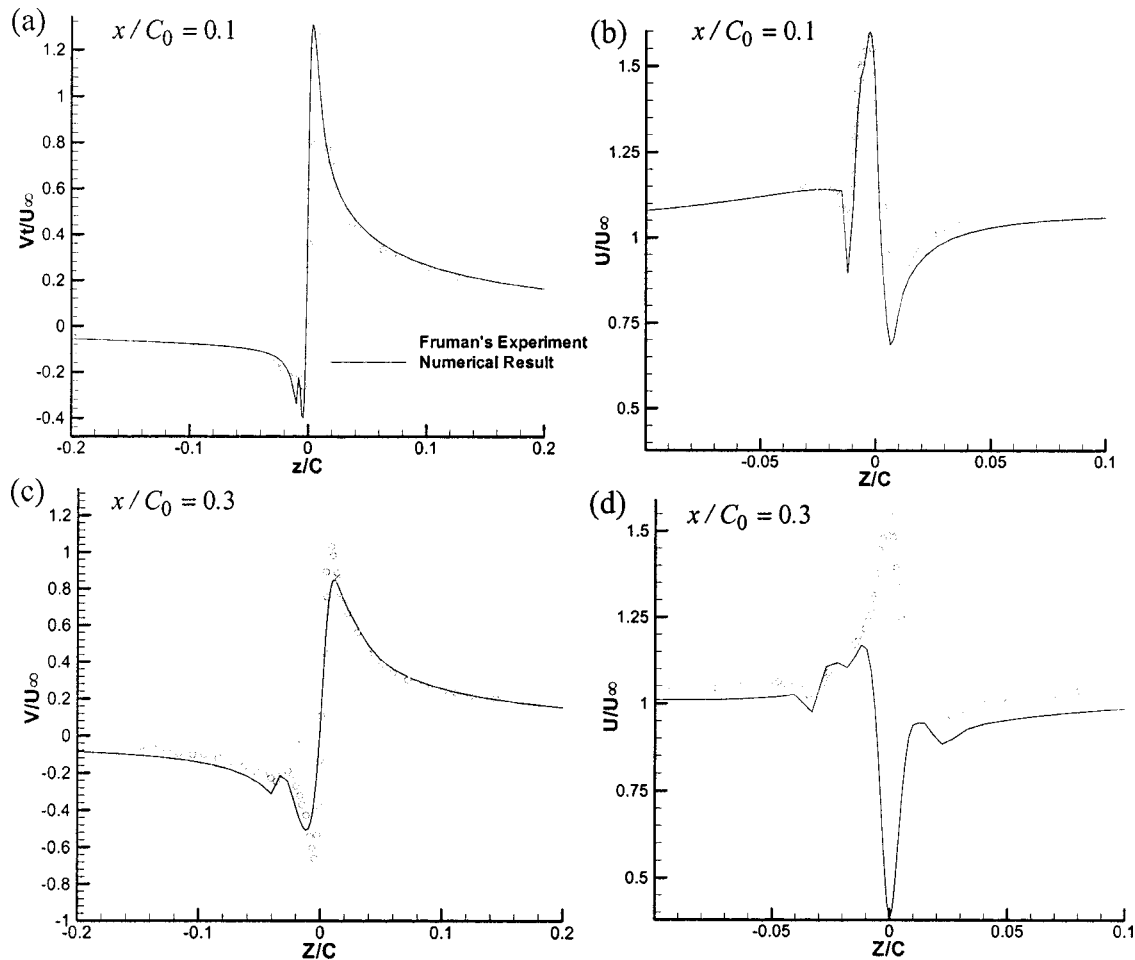 (a)
x / C0 = 0.1
1.2
1
0.8
0.6
0.4
0.2
0
-0.2
-0.4
Vt/U∞
-0.2
-0.1
0
0.1
0.2
z/C
Fruman's Experiment
Numerical Result
(b)
x / C0 = 0.1
1.5
1.25
1
0.75
0.5
U/U∞
-0.05
0
0.05
0.1
Z/C
(c)
x / C0 = 0.3
1.2
1
0.8
0.6
0.4
0.2
0
-0.2
-0.4
-0.6
-0.8
-1
V/U∞
-0.2
-0.1
0
0.1
0.2
Z/C
(d)
x / C0 = 0.3
1.5
1.25
1
0.75
0.5
U/U∞
-0.05
0
0.05
0.1
Z/C